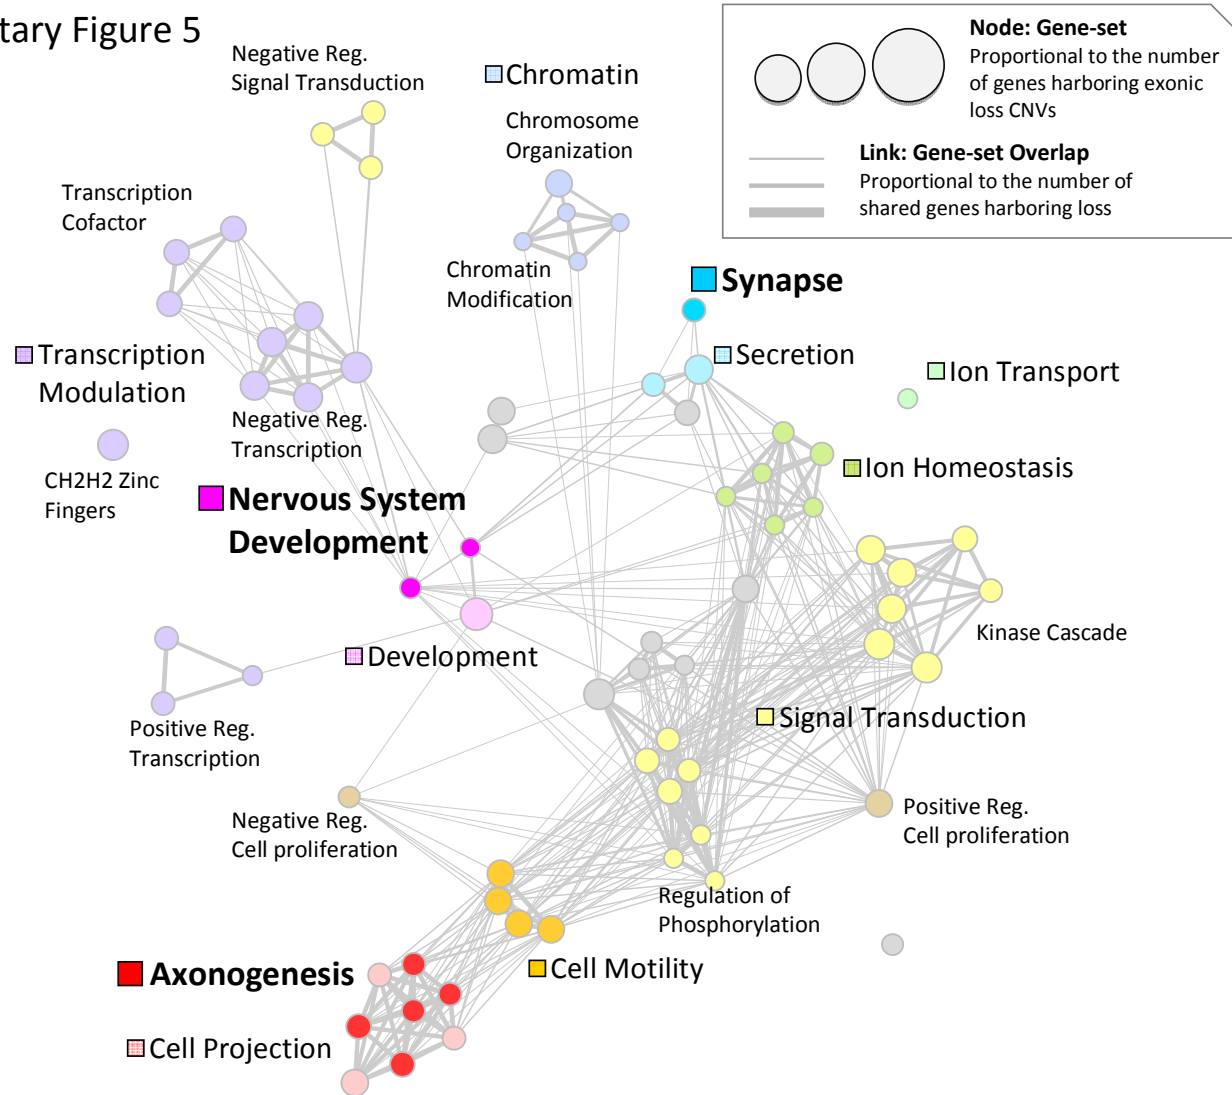 tary Figure 5
Negative Reg.
Signal Transduction
Chromatin
Chromosome
Organization
Node: Gene-set
Proportional to the number
of genes harboring exonic
loss CNVs
Link: Gene-set Overlap
Proportional to the number of
shared genes harboring loss
Transcription
Cofactor
Chromatin
Modification
Synapse
Transcription
Modulation
Secretion
Ion Transport
Negative Reg.
Transcription
CH2H2 Zinc
Fingers
Ion Homeostasis
Nervous System
Development
Kinase Cascade
Development
Positive Reg.
Transcription
Signal Transduction
Negative Reg.
Cell proliferation
Positive Reg.
Cell proliferation
Regulation of
Phosphorylation
Axonogenesis
Cell Motility
Cell Projection